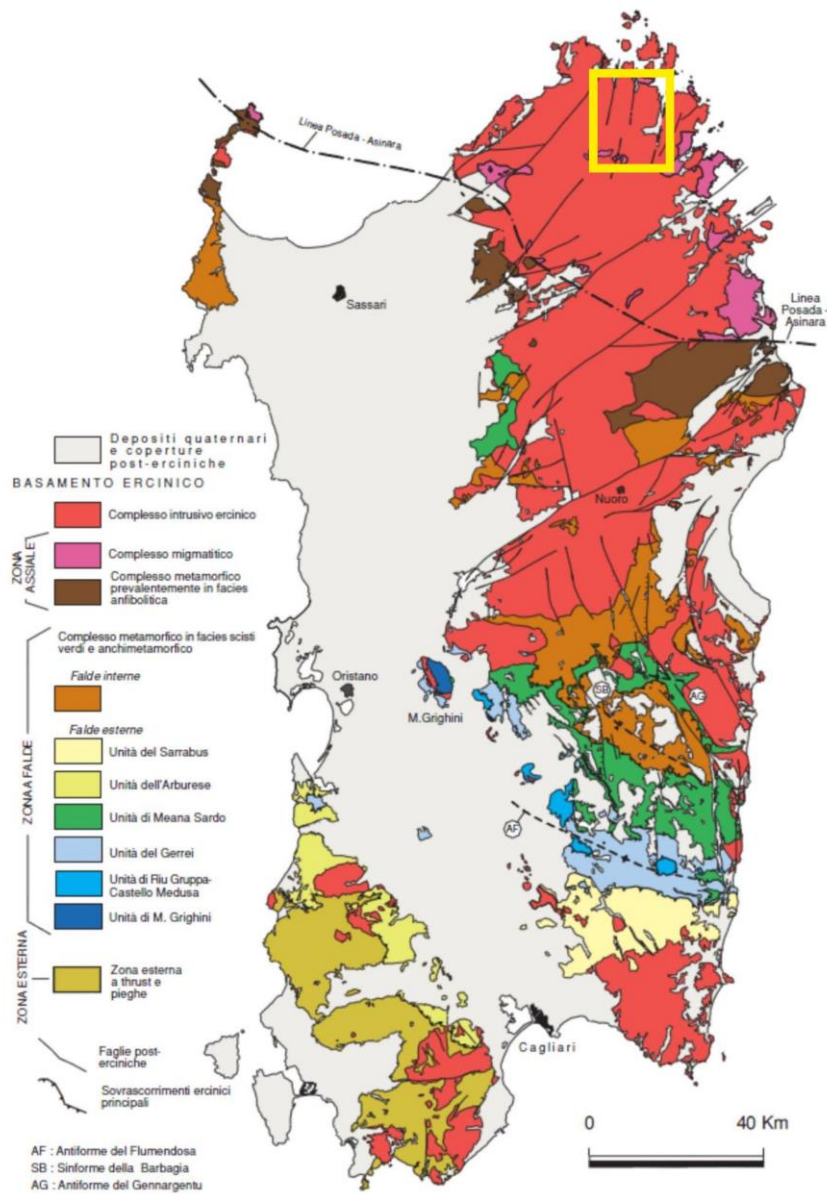 Linea Posada - Asinara
Sassari
Linea
Posada -
Asinara
Nuoro
Oristano
M.Grighini
SB
AG
AF
Cagliari
Depositi quaternari
e coperture
post-erciniche
BASAMENTO ERCINICO
Complesso intrusivo ercinico
ZONA
ASSIALE
Complesso migmatitico
Complesso metamorfico
prevalentemente in facies
anfibolitica
ZONA A FALDE
Complesso metamorfico in facies scisti
verdi e anchimetamorfico
Falde interne
Falde esterne
Unità del Sarrabus
Unità dell'Arburese
Unità di Meana Sardo
Unità del Gerrei
Unità di Riu Gruppa-
Castello Medusa
Unità di M. Grighini
ZONA ESTERNA
Zona esterna
a thrust e
pieghe
Faglie post-
erciniche
Sovrascorrimenti ercinici
principali
AF : Antiforme del Flumendosa
SB : Sinforme della Barbagia
AG : Antiforme del Gennargentu
0 40 Km